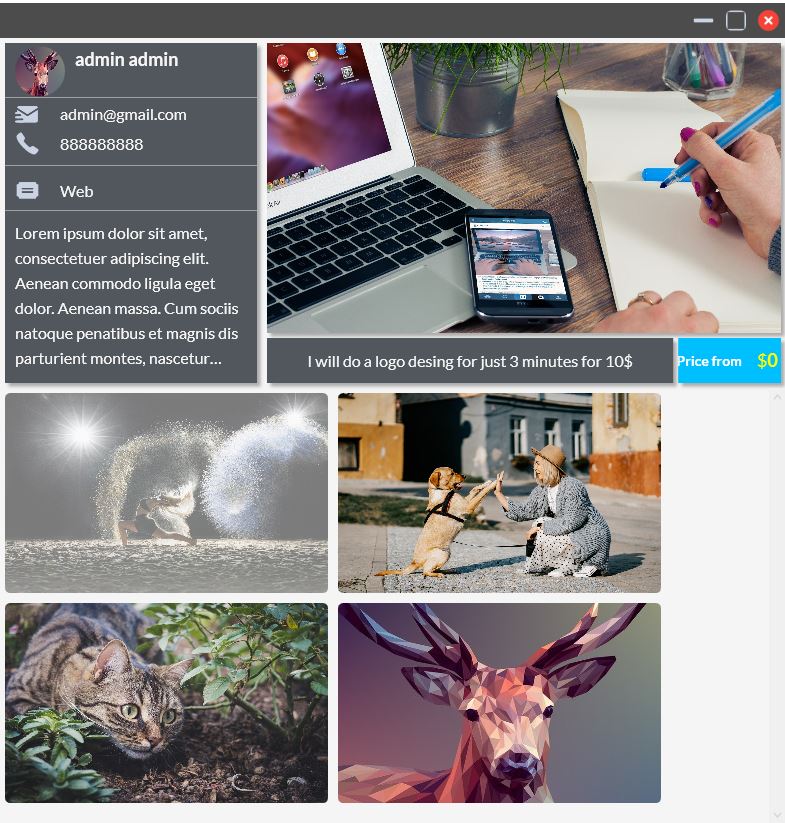 admin admin
admin@gmail.com
888888888
Web
Lorem ipsum dolor sit amet,
consectetuer adipiscing elit.
Aenean commodo ligula eget
dolor. Aenean massa. Cum sociis
natoque penatibus et magnis dis
parturient montes, nascetur...
I will do a logo desing for just 3 minutes for 10$
Price from $0